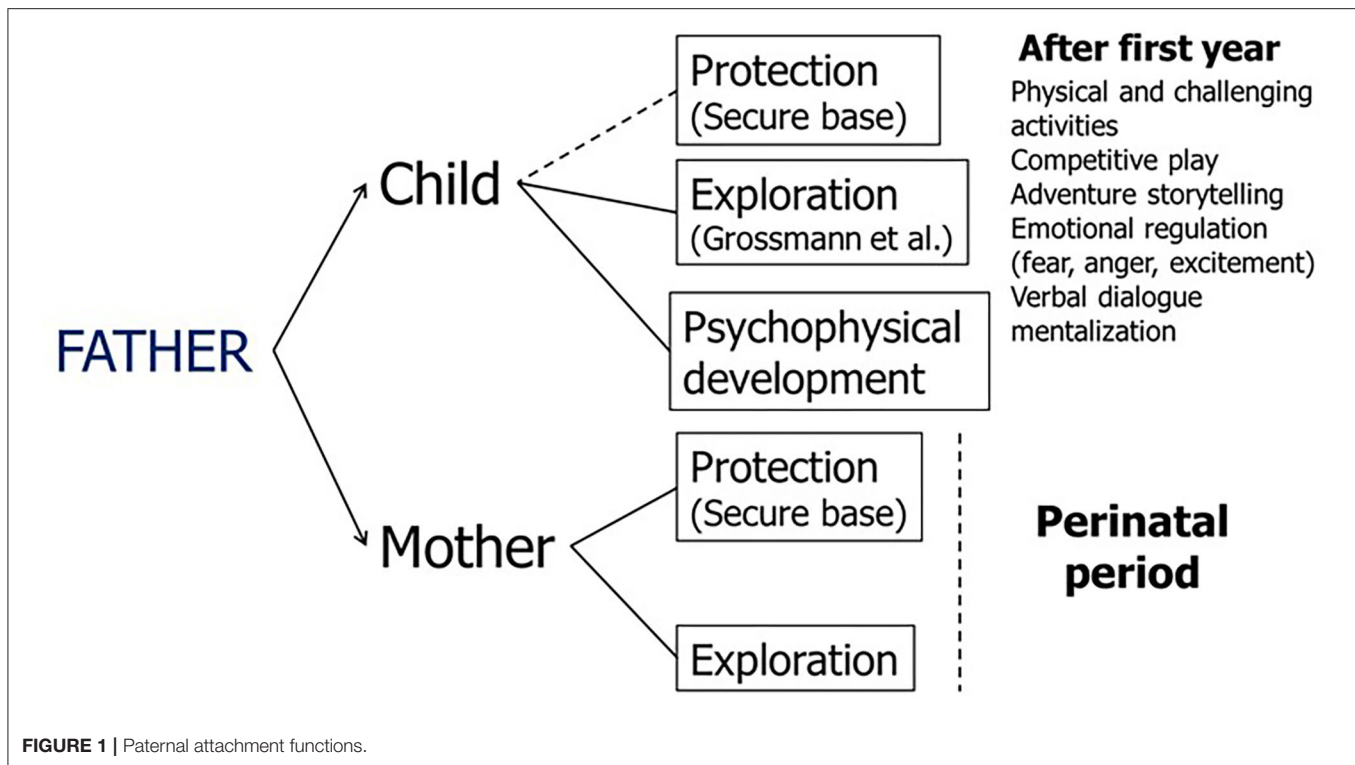 FATHER
Child
Protection
(Secure base)
Exploration
(Grossmann et al.)
Psychophysical
development
After first year
Physical and challenging
activities
Competitive play
Adventure storytelling
Emotional regulation
(fear, anger, excitement)
Verbal dialogue
mentalization
Mother
Protection
(Secure base)
Exploration
Perinatal
period
FIGURE 1 | Paternal attachment functions.